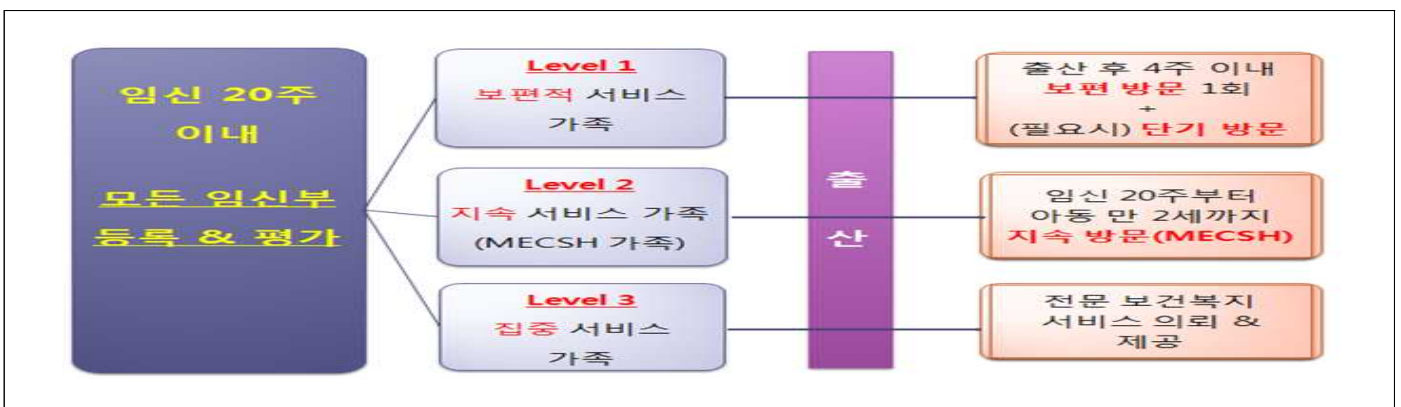 임신 20주
이내
모든 임신부
등록 & 평가
Level 1
보편적 서비스
가족
Level 2
지속 서비스 가족
(MECSH 가족)
Level 3
집중 서비스
가족
출
산
출산 후 4주 이내
보편 방문 1회
+
(필요시) 단기 방문
임신 20주부터
아동 만 2세까지
지속 방문(MECSH)
전문 보건복지
서비스 의뢰 &
제공